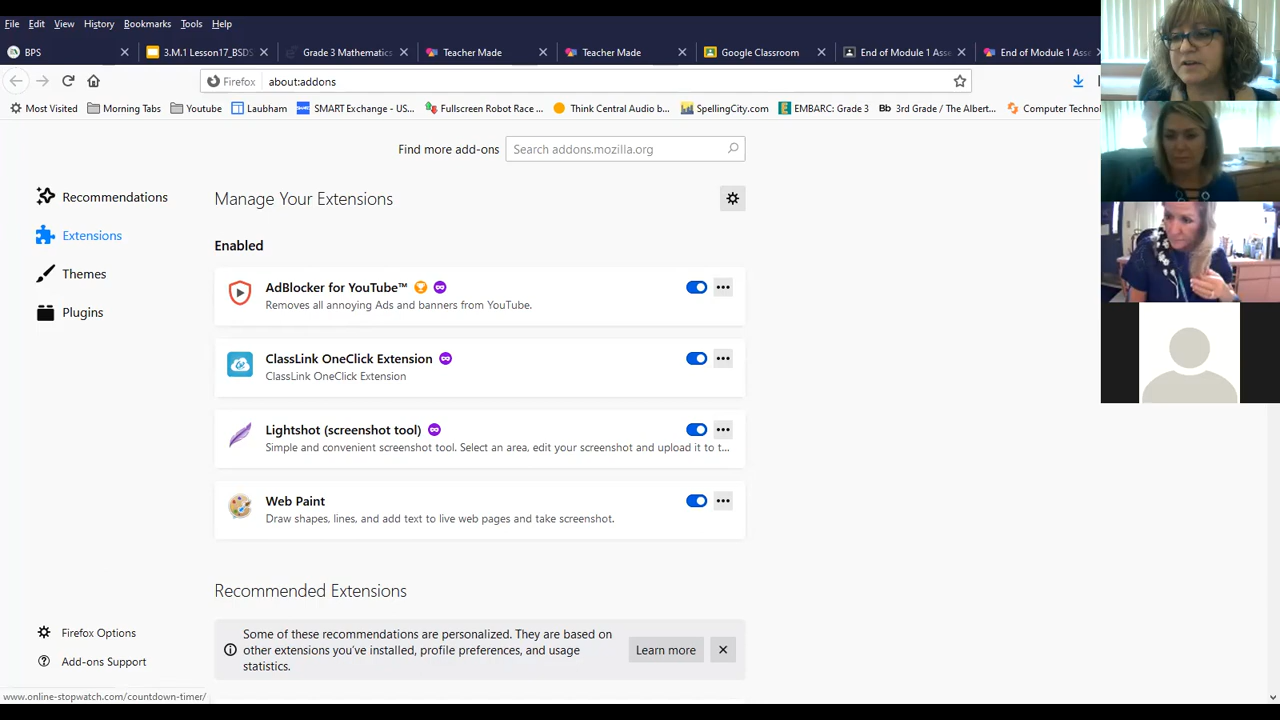 File Edit View History Bookmarks Tools Help
BPS × 3.M.1 Lesson17_BSDS × Grade 3 Mathematics × Teacher Made × Teacher Made × Google Classroom × End of Module 1 Asse × End of Module 1 Asse ×
Firefox about:addons
Most Visited Morning Tabs Youtube Laubham SMART Exchange - US... Fullscreen Robot Race ... Think Central Audio b... SpellingCity.com EMBARC: Grade 3 Bb 3rd Grade / The Albert... Computer Technol
Find more add-ons Search addons.mozilla.org
Recommendations
Extensions
Themes
Plugins
Manage Your Extensions
Enabled
AdBlocker for YouTube™
Removes all annoying Ads and banners from YouTube.
ClassLink OneClick Extension
ClassLink OneClick Extension
Lightshot (screenshot tool)
Simple and convenient screenshot tool. Select an area, edit your screenshot and upload it to t...
Web Paint
Draw shapes, lines, and add text to live web pages and take screenshot.
Recommended Extensions
Some of these recommendations are personalized. They are based on
other extensions you've installed, profile preferences, and usage
statistics.
Learn more
Firefox Options
Add-ons Support
www.online-stopwatch.com/countdown-timer/